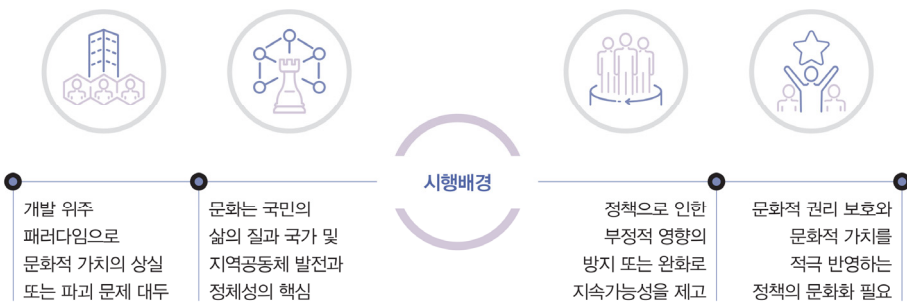 시행배경
개발 위주
패러다임으로
문화적 가치의 상실
또는 파괴 문제 대두
문화는 국민의
삶의 질과 국가 및
지역공동체 발전과
정체성의 핵심
정책으로 인한
부정적 영향의
방지 또는 완화로
지속가능성을 제고
문화적 권리 보호와
문화적 가치를
적극 반영하는
정책의 문화화 필요